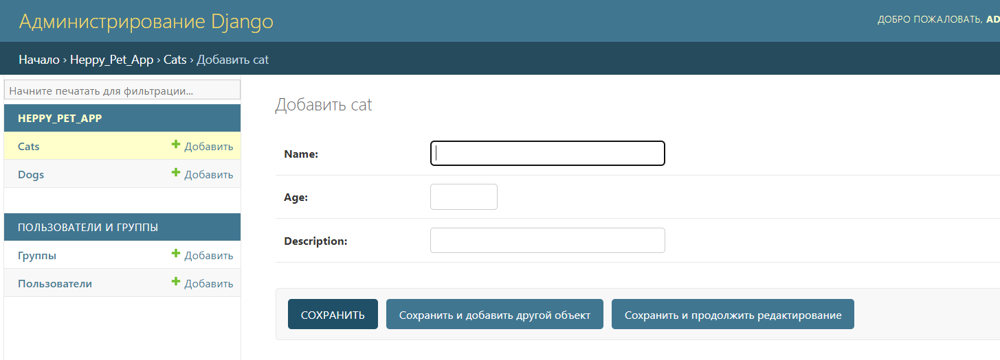 Администрирование Django
ДОБРО ПОЖАЛОВАТЬ, AD
Начало › Heppy_Pet_App › Cats › Добавить cat
Начните печатать для фильтрации...
HEPPY_PET_APP
Cats
Добавить
Dogs
Добавить
ПОЛЬЗОВАТЕЛИ И ГРУППЫ
Группы
Добавить
Пользователи
Добавить
Добавить cat
Name:
Age:
Description:
СОХРАНИТЬ
Сохранить и добавить другой объект
Сохранить и продолжить редактирование